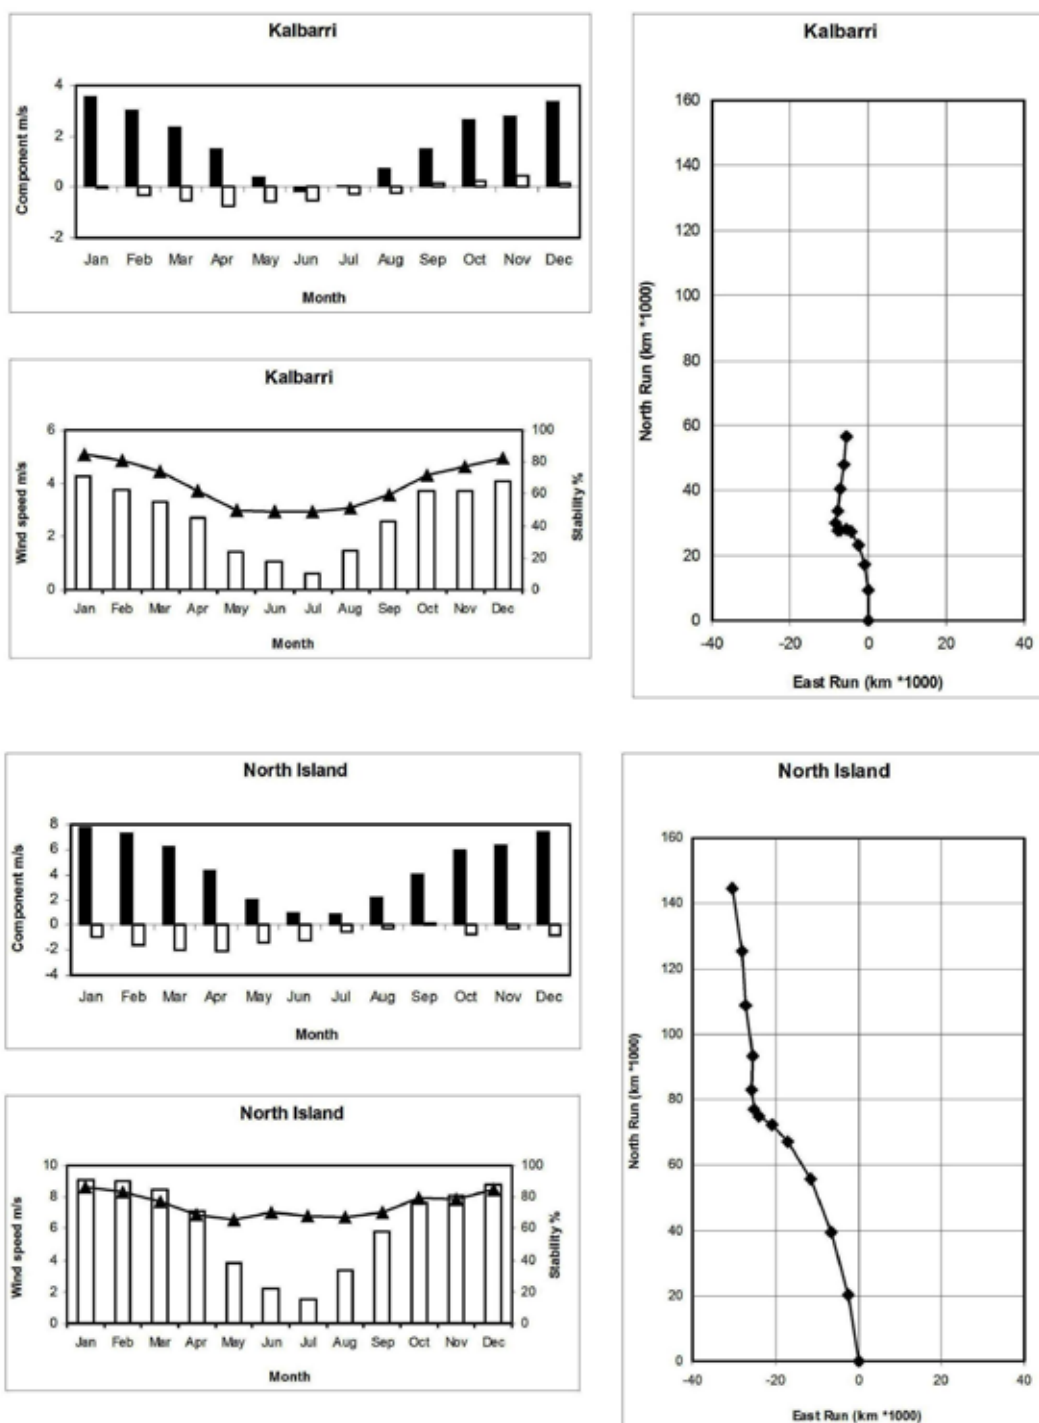 Kalbarri
4
2
0
-2
Component m/s
Jan Feb Mar Apr May Jun Jul Aug Sep Oct Nov Dec
Month
Kalbarri
6
4
2
0
Wind speed m/s
100
80
60
40
20
0
Stability %
Jan Feb Mar Apr May Jun Jul Aug Sep Oct Nov Dec
Month
Kalbarri
160
140
120
100
80
60
40
20
0
North Run (km *1000)
-40 -20 0 20 40
East Run (km *1000)
North Island
8
6
4
2
0
-2
-4
Component m/s
Jan Feb Mar Apr May Jun Jul Aug Sep Oct Nov Dec
Month
North Island
10
8
6
4
2
0
Wind speed m/s
100
80
60
40
20
0
Stability %
Jan Feb Mar Apr May Jun Jul Aug Sep Oct Nov Dec
Month
North Island
160
140
120
100
80
60
40
20
0
North Run (km *1000)
-40 -20 0 20 40
East Run (km *1000)